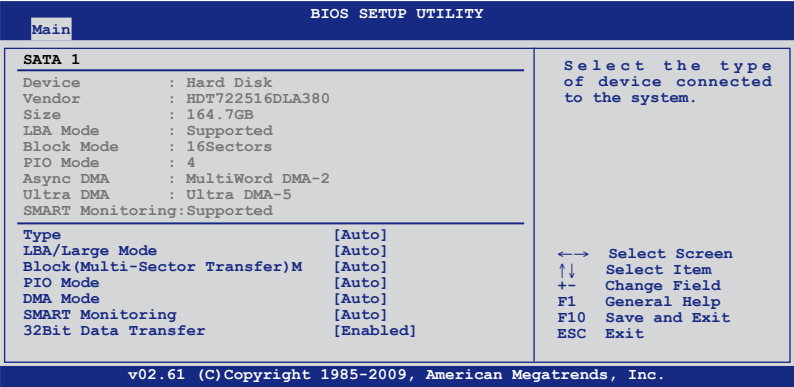 BIOS SETUP UTILITY
Main
SATA 1
Device : Hard Disk
Vendor : HDT722516DLA380
Size : 164.7GB
LBA Mode : Supported
Block Mode : 16Sectors
PIO Mode : 4
Async DMA : MultiWord DMA-2
Ultra DMA : Ultra DMA-5
SMART Monitoring:Supported
Type [Auto]
LBA/Large Mode [Auto]
Block(Multi-Sector Transfer)M [Auto]
PIO Mode [Auto]
DMA Mode [Auto]
SMART Monitoring [Auto]
32Bit Data Transfer [Enabled]
Select the type
of device connected
to the system.
←→ Select Screen
↑↓ Select Item
+- Change Field
F1 General Help
F10 Save and Exit
ESC Exit
v02.61 (C)Copyright 1985-2009, American Megatrends, Inc.